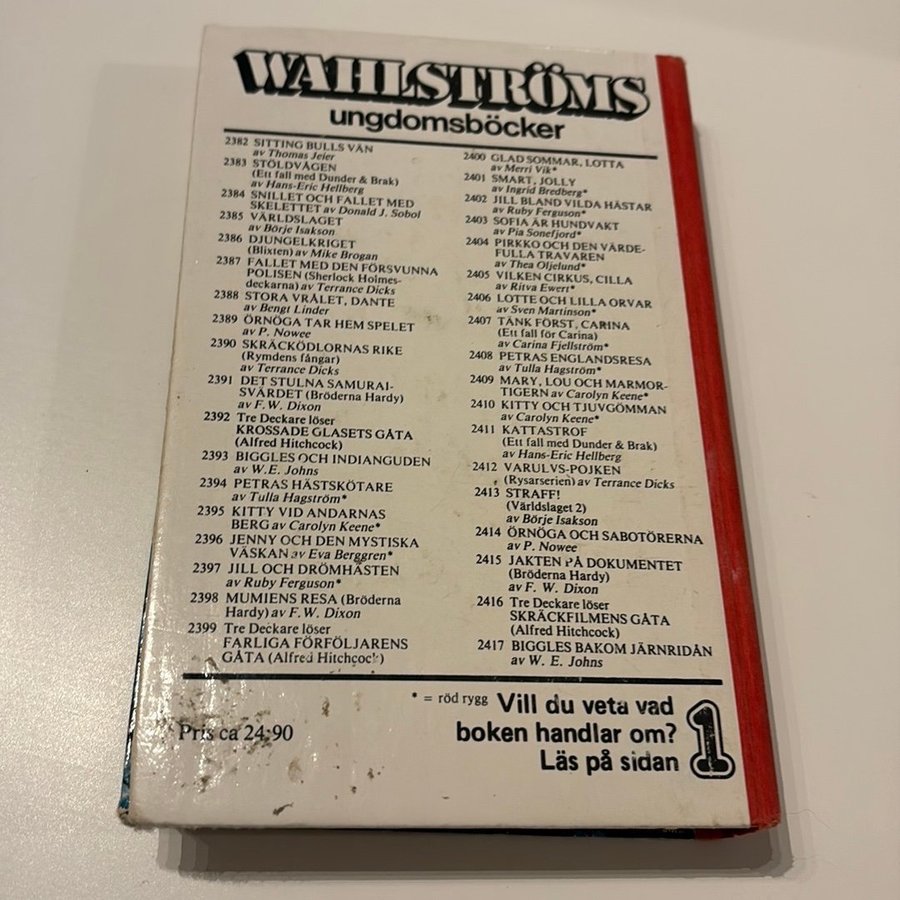 WAHLSTRÖMS
ungdomsböcker
2382 SITTING BULLS VÄN
av Thomas Jeier
2383 STÖLDVÅGEN
(Ett fall med Dunder & Brak)
av Hans-Eric Hellberg
2384 SNILLET OCH FALLET MED
SKELETTET av Donald J. Sobol
2385 VÄRLDSLAGET
av Börje Isakson
2386 DJUNGELKRIGET
(Blixten) av Mike Brogan
2387 FALLET MED DEN FÖRSVUNNA
POLISEN (Sherlock Holmes-
deckarna) av Terrance Dicks
2388 STORA VRÅLET, DANTE
av Bengt Linder
2389 ÖRNÖGA TAR HEM SPELET
av P. Nowee
2390 SKRÄCKÖDLORNAS RIKE
(Rymdens fångar)
av Terrance Dicks
2391 DET STULNA SAMURAJ-
SVÄRDET (Bröderna Hardy)
av F.W. Dixon
2392 Tre Deckare löser
KROSSADE GLASETS GÅTA
(Alfred Hitchcock)
2393 BIGGLES OCH INDIANGUDEN
av W.E. Johns
2394 PETRAS HÄSTSKÖTARE
av Tulla Hagström*
2395 KITTY VID ANDARNAS
BERG av Carolyn Keene*
2396 JENNY OCH DEN MYSTISKA
VÄSKAN av Eva Berggren*
2397 JILL OCH DRÖMHÄSTEN
av Ruby Ferguson*
2398 MUMIENS RESA (Bröderna
Hardy) av F.W. Dixon
2399 Tre Deckare löser
FARLIGA FÖRFÖLJARENS
GÅTA (Alfred Hitchcock)
2400 GLAD SOMMAR, LOTTA
av Merri Vik*
2401 SMART, JOLLY
av Ingrid Bredberg*
2402 JILL BLAND VILDA HÄSTAR
av Ruby Ferguson*
2403 SOFIA ÄR HUNDVAKT
av Pia Sonefjord*
2404 PIRKKO OCH DEN VÄRDE-
FULLA TRAVAREN
av Thea Oljelund*
2405 VILKEN CIRKUS, CILLA
av Ritva Ewert*
2406 LOTTE OCH LILLA ORVAR
av Sven Martinson*
2407 TÄNK FÖRST, CARINA
(Ett fall för Carina)
av Carina Fjellström*
2408 PETRAS ENGLANDSRESA
av Tulla Hagström*
2409 MARY, LOU OCH MARMOR-
TIGERN av Carolyn Keene*
2410 KITTY OCH TJUVGÖMMAN
av Carolyn Keene*
2411 KATTASTROF
(Ett fall med Dunder & Brak)
av Hans-Eric Hellberg
2412 VARULVS-POJKEN
(Rysarserien) av Terrance Dicks
2413 STRAFF!
(Världslaget 2)
av Börje Isakson
2414 ÖRNÖGA OCH SABOTÖRERNA
av P. Nowee
2415 JAKTEN PÅ DOKUMENTET
(Bröderna Hardy)
av F. W. Dixon
2416 Tre Deckare löser
SKRÄCKFILMENS GÅTA
(Alfred Hitchcock)
2417 BIGGLES BAKOM JÄRNRIDÅN
av W. E. Johns
* = röd rygg
Pris ca 24:90
Vill du veta vad
boken handlar om?
Läs på sidan 1